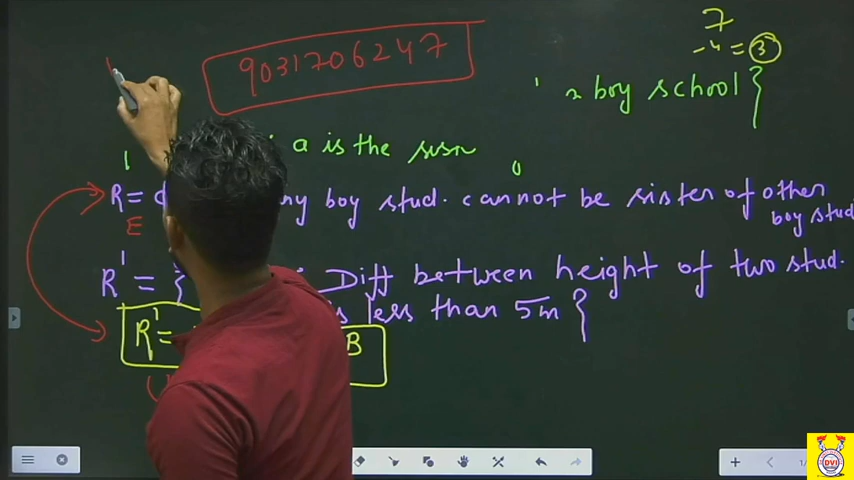 7
-4 = 3
9031706247
boy school }
a is the
R = any boy stud. cannot be sister of other
boy stud
E
R' = { Diff between height of two stud.
is less than 5m }
R' = B
DVI